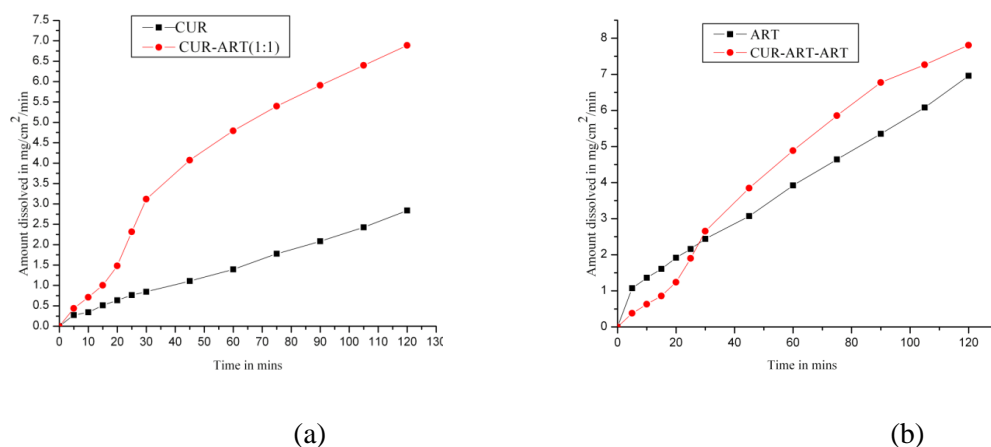 7.5
7.0
6.5
6.0
5.5
5.0
4.5
4.0
3.5
3.0
2.5
2.0
1.5
1.0
0.5
0.0
Amount dissolved in mg/cm²/min
CUR
CUR-ART(1:1)
0 10 20 30 40 50 60 70 80 90 100 110 120 130
Time in mins
(a)
8
7
6
5
4
3
2
1
0
Amount dissolved in mg/cm²/min
ART
CUR-ART-ART
0 20 40 60 80 100 120
Time in mins
(b)